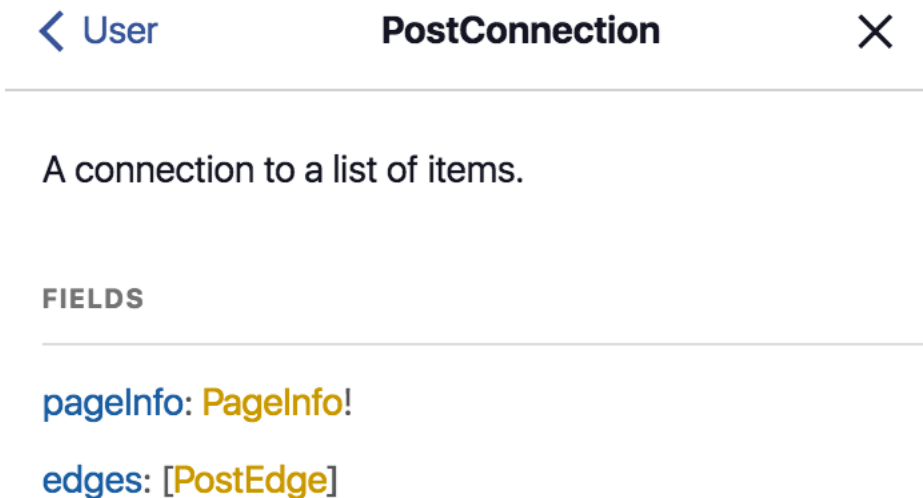 User PostConnection
A connection to a list of items.
FIELDS
pageInfo: PageInfo!
edges: [PostEdge]